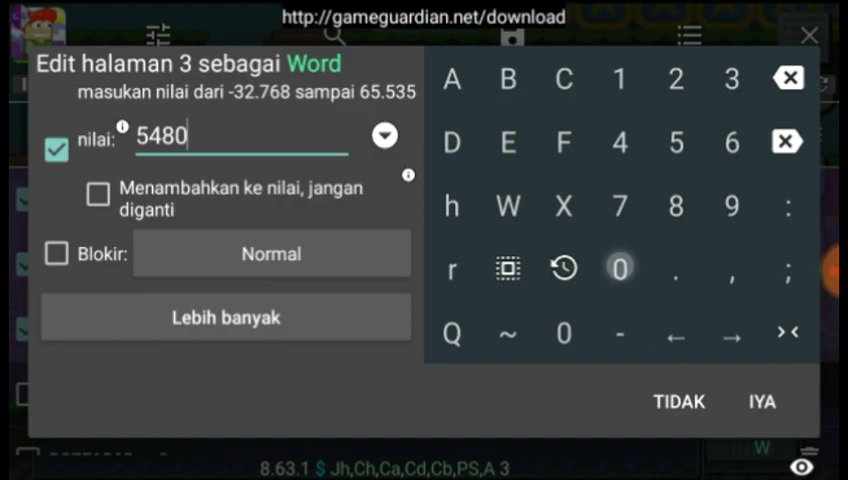 http://gameguardian.net/download
Edit halaman 3 sebagai Word
masukan nilai dari -32.768 sampai 65.535
nilai: 5480
Menambahkan ke nilai, jangan
diganti
Blokir: Normal
Lebih banyak
A B C 1 2 3
D E F 4 5 6
h W X 7 8 9 :
r 0 . , ;
Q ~ 0 - ← → ><
TIDAK IYA
W
8.63.1 $ Jh,Ch,Ca,Cd,Cb,PS,A 3